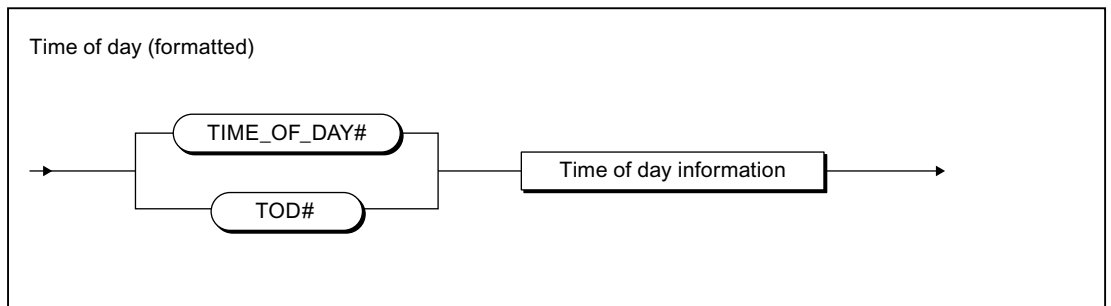 Time of day (formatted)
TIME_OF_DAY#
Time of day information
TOD#